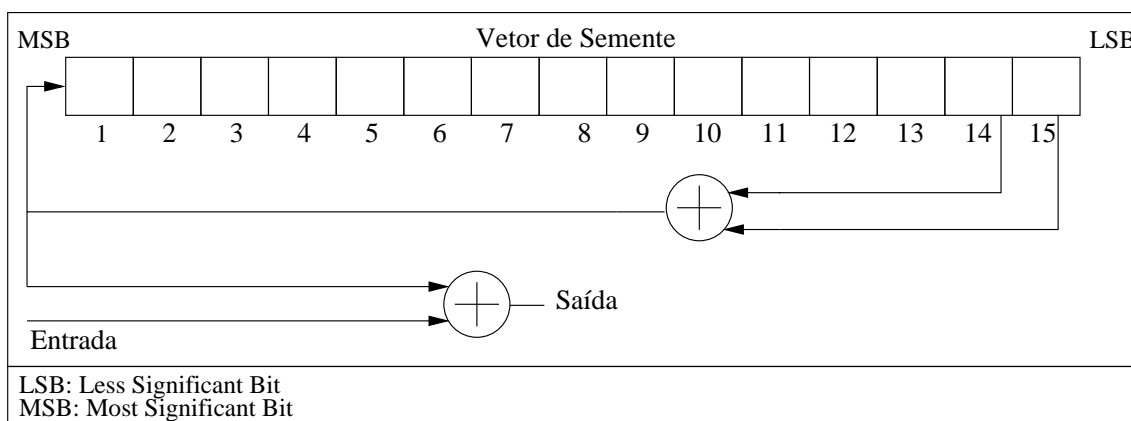 MSB Vetor de Semente LSB
1 2 3 4 5 6 7 8 9 10 11 12 13 14 15
Saída
Entrada
LSB: Less Significant Bit
MSB: Most Significant Bit